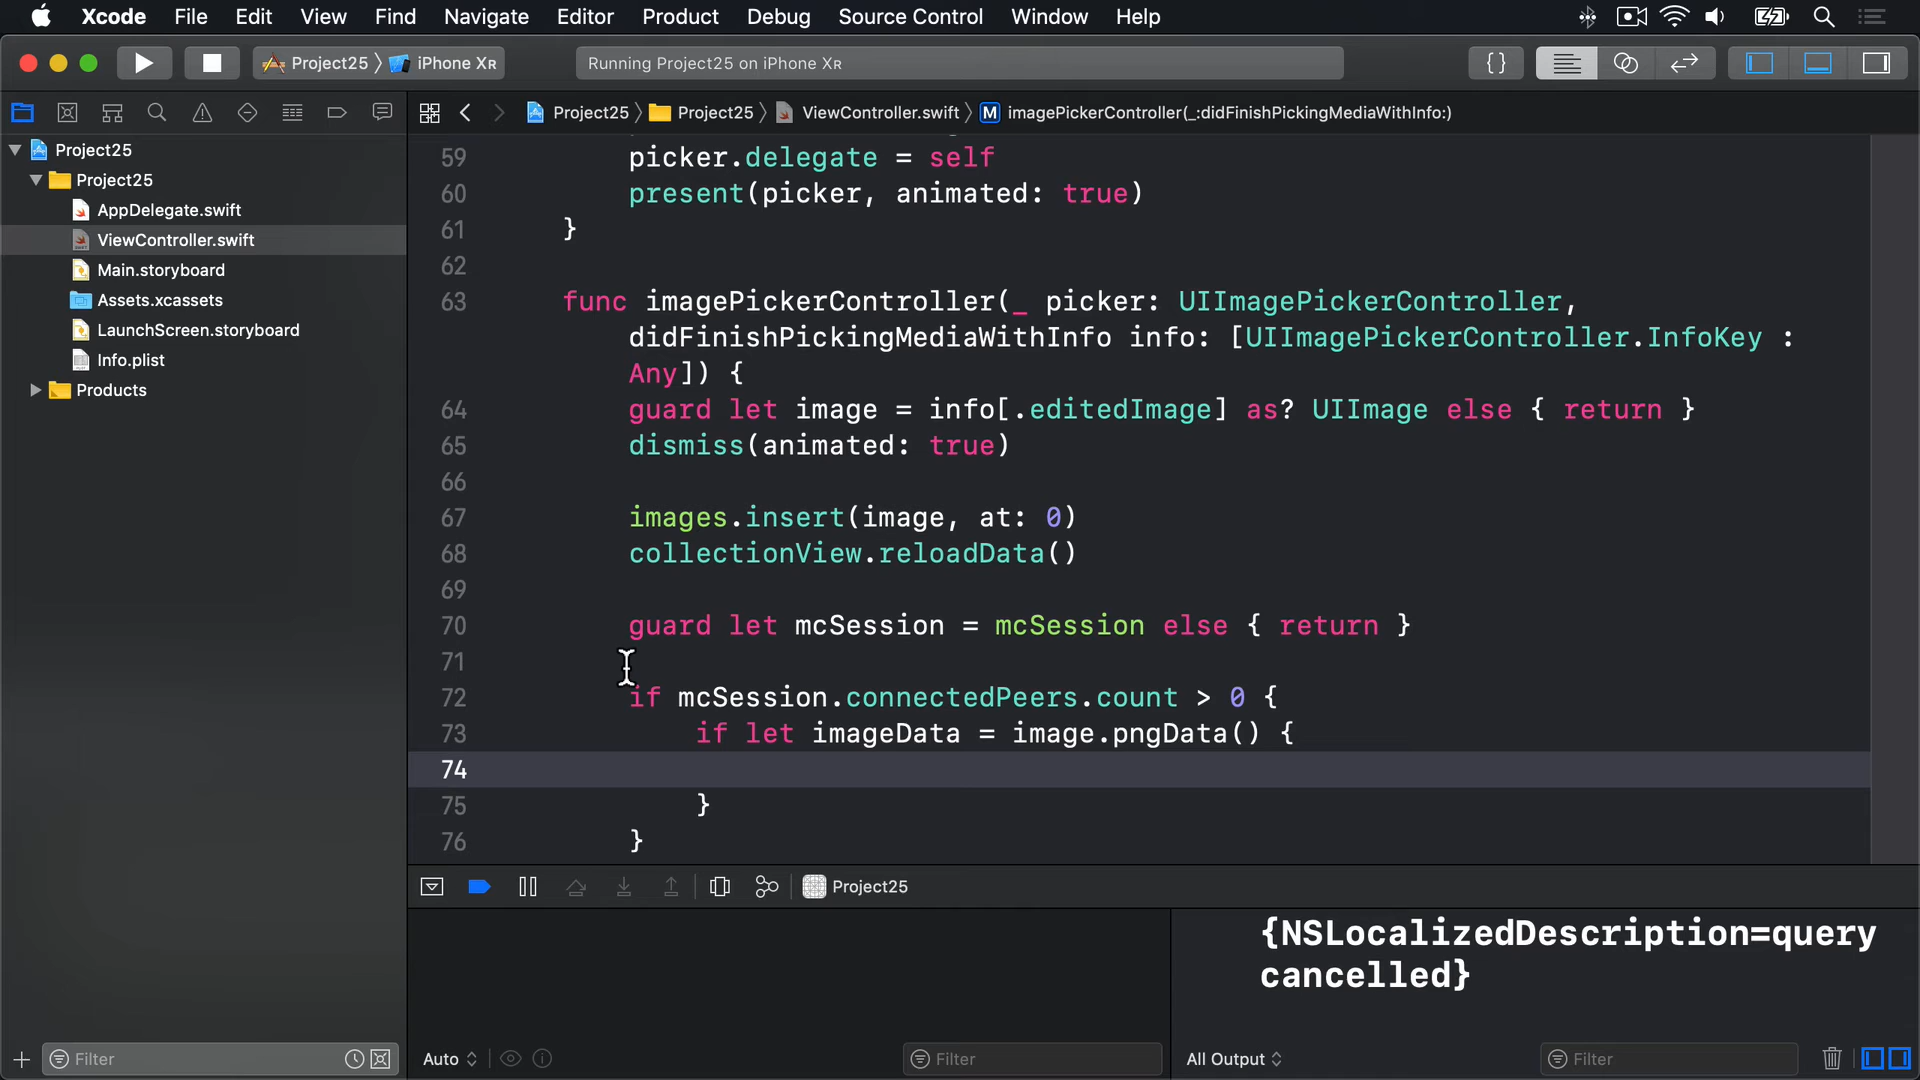 Xcode File Edit View Find Navigate Editor Product Debug Source Control Window Help
Project25 iPhone XR
Running Project25 on iPhone XR
{}
Project25 Project25 ViewController.swift M imagePickerController(_:didFinishPickingMediaWithInfo:)
Project25
Project25
AppDelegate.swift
ViewController.swift
Main.storyboard
Assets.xcassets
LaunchScreen.storyboard
Info.plist
Products
59 picker.delegate = self
60 present(picker, animated: true)
61 }
62
63 func imagePickerController(_ picker: UIImagePickerController,
didFinishPickingMediaWithInfo info: [UIImagePickerController.InfoKey :
Any]) {
64 guard let image = info[.editedImage] as? UIImage else { return }
65 dismiss(animated: true)
66
67 images.insert(image, at: 0)
68 collectionView.reloadData()
69
70 guard let mcSession = mcSession else { return }
71
72 if mcSession.connectedPeers.count > 0 {
73 if let imageData = image.pngData() {
74
75 }
76 }
Project25
{NSLocalizedDescription=query
cancelled}
Filter
Auto
Filter
All Output
Filter